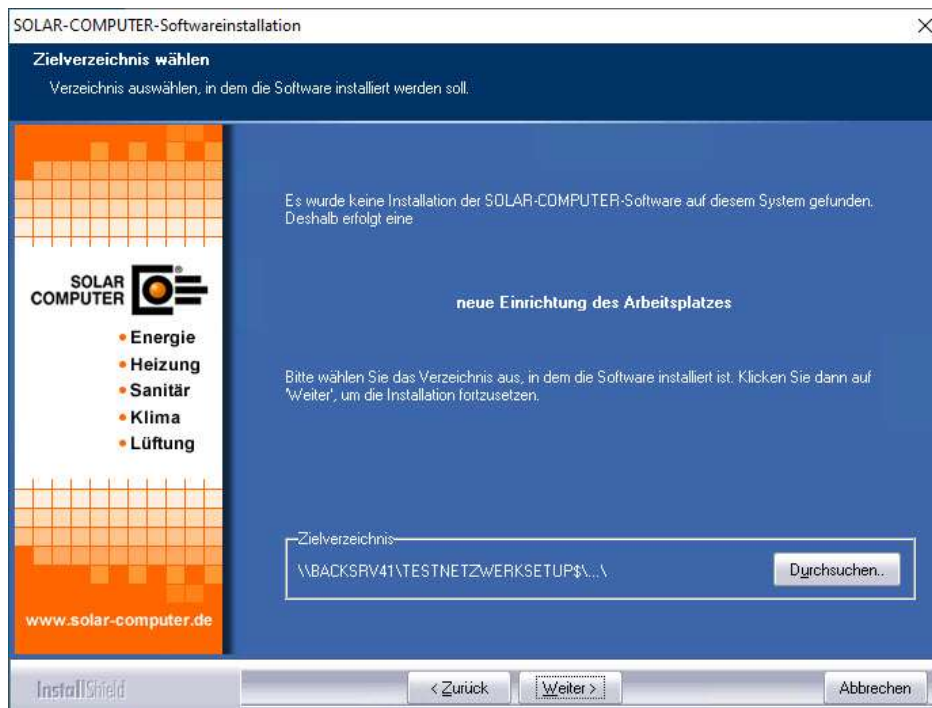 SOLAR-COMPUTER-Softwareinstallation
Zielverzeichnis wählen
Verzeichnis auswählen, in dem die Software installiert werden soll.
SOLAR
COMPUTER
®
• Energie
• Heizung
• Sanitär
• Klima
• Lüftung
www.solar-computer.de
Es wurde keine Installation der SOLAR-COMPUTER-Software auf diesem System gefunden.
Deshalb erfolgt eine
neue Einrichtung des Arbeitsplatzes
Bitte wählen Sie das Verzeichnis aus, in dem die Software installiert ist. Klicken Sie dann auf
'Weiter', um die Installation fortzusetzen.
Zielverzeichnis
\\BACKSRV41\TESTNETZWERKSETUP$\...\
Durchsuchen..
InstallShield
< Zurück
Weiter >
Abbrechen